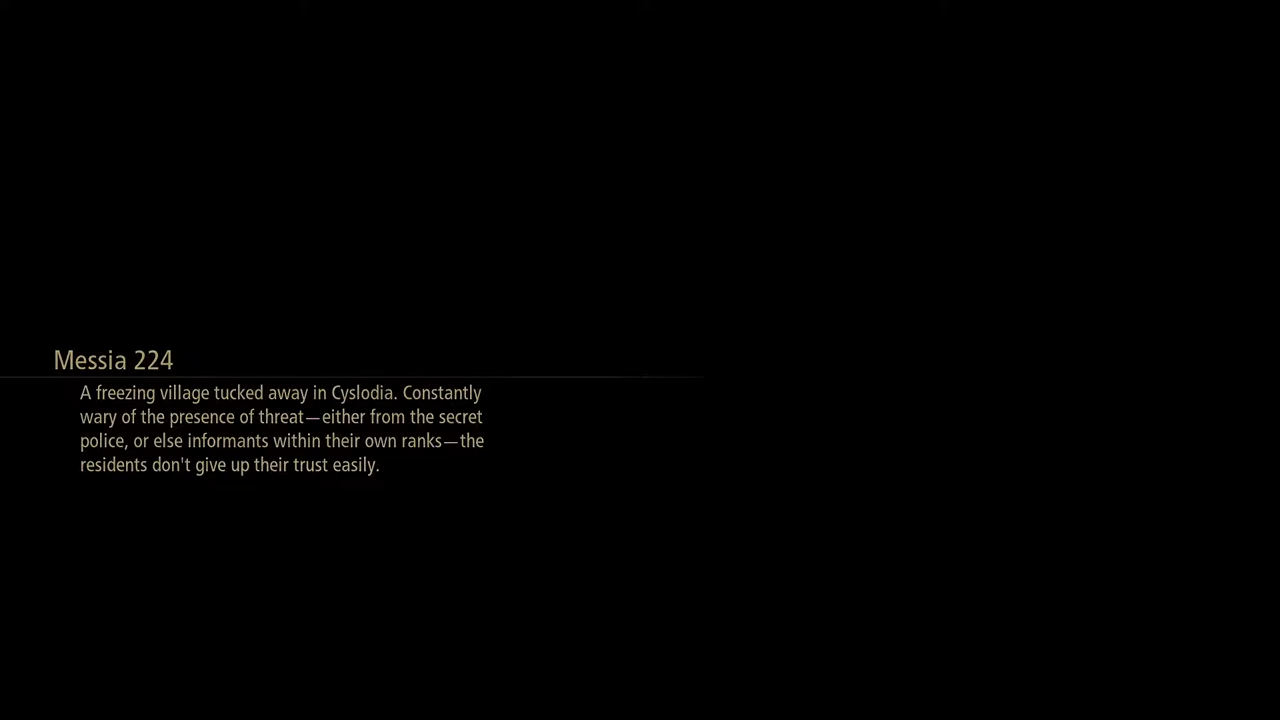 Messia 224
A freezing village tucked away in Cyslodia. Constantly
wary of the presence of threat—either from the secret
police, or else informants within their own ranks—the
residents don't give up their trust easily.